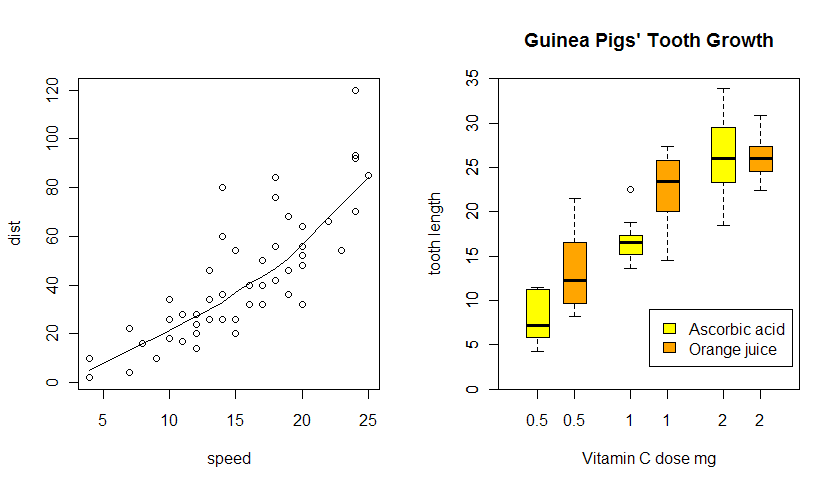 Guinea Pigs' Tooth Growth
dist
0 20 40 60 80 100 120
5 10 15 20 25
speed
tooth length
0 5 10 15 20 25 30 35
Ascorbic acid
Orange juice
0.5 0.5 1 1 2 2
Vitamin C dose mg